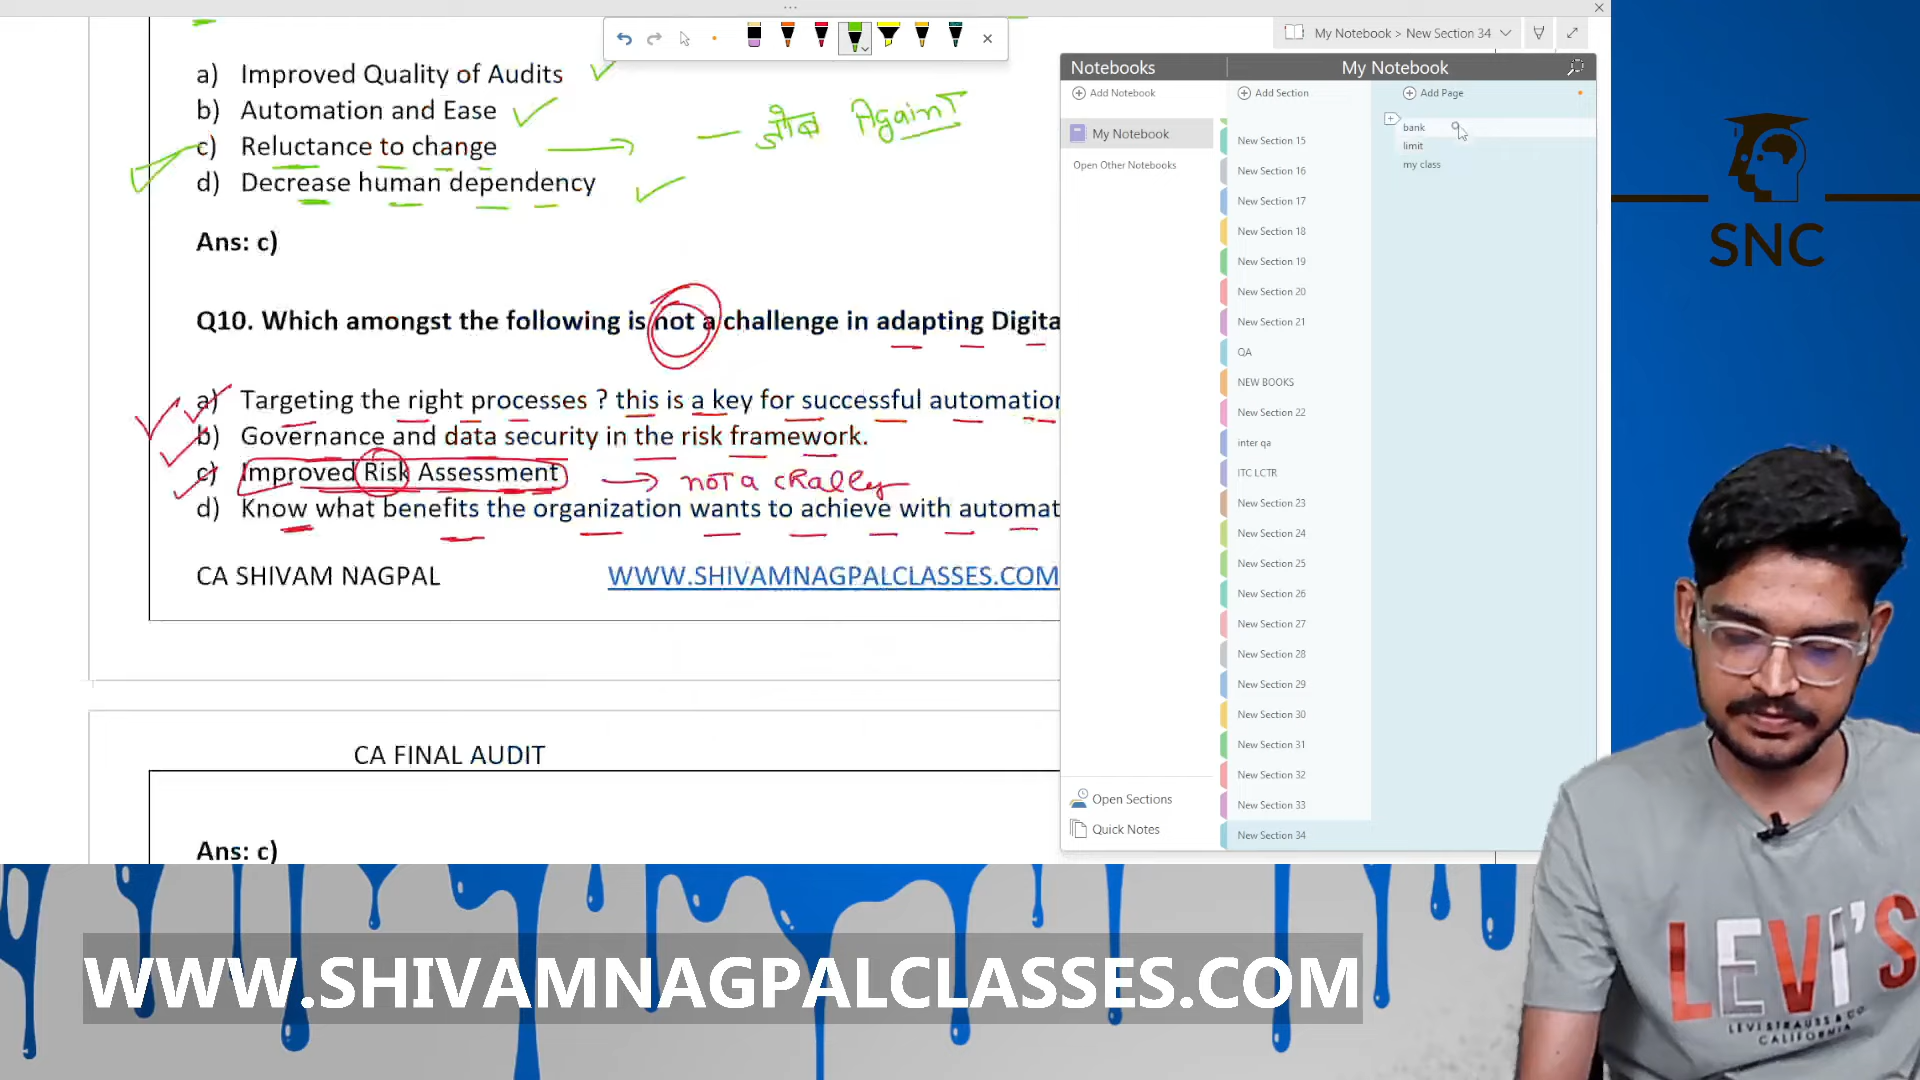 My Notebook > New Section 34
a) Improved Quality of Audits
b) Automation and Ease
c) Reluctance to change
d) Decrease human dependency
Against
Ans: c)
Q10. Which amongst the following is not a challenge in adapting Digita
a) Targeting the right processes ? this is a key for successful automation
b) Governance and data security in the risk framework.
c) Improved Risk Assessment
not a
d) Know what benefits the organization wants to achieve with automat
CA SHIVAM NAGPAL WWW.SHIVAMNAGPALCLASSES.COM
CA FINAL AUDIT
Ans: c)
Notebooks
My Notebook
Add Notebook
Add Section
Add Page
My Notebook
Open Other Notebooks
New Section 15
New Section 16
New Section 17
New Section 18
New Section 19
New Section 20
New Section 21
QA
NEW BOOKS
New Section 22
inter qa
ITC LCTR
New Section 23
New Section 24
New Section 25
New Section 26
New Section 27
New Section 28
New Section 29
New Section 30
New Section 31
New Section 32
New Section 33
New Section 34
bank
limit
my class
Open Sections
Quick Notes
SNC
WWW.SHIVAMNAGPALCLASSES.COM
LEVI'S
LEVI STRAUSS & CO
CALIFORNIA